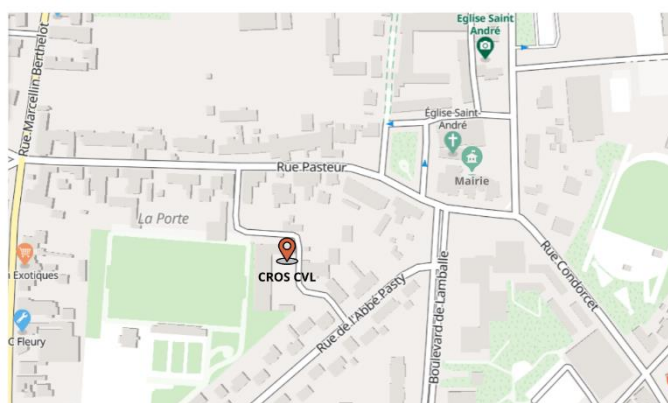 Eglise Saint
André
Rue Marcellin Berthelot
Église Saint-
André
Rue Pasteur
Mairie
La Porte
CROS CVL
Exotiques
Rue Condorcet
Rue de l'Abbé Pasty
Boulevard de Lamballe
C Fleury